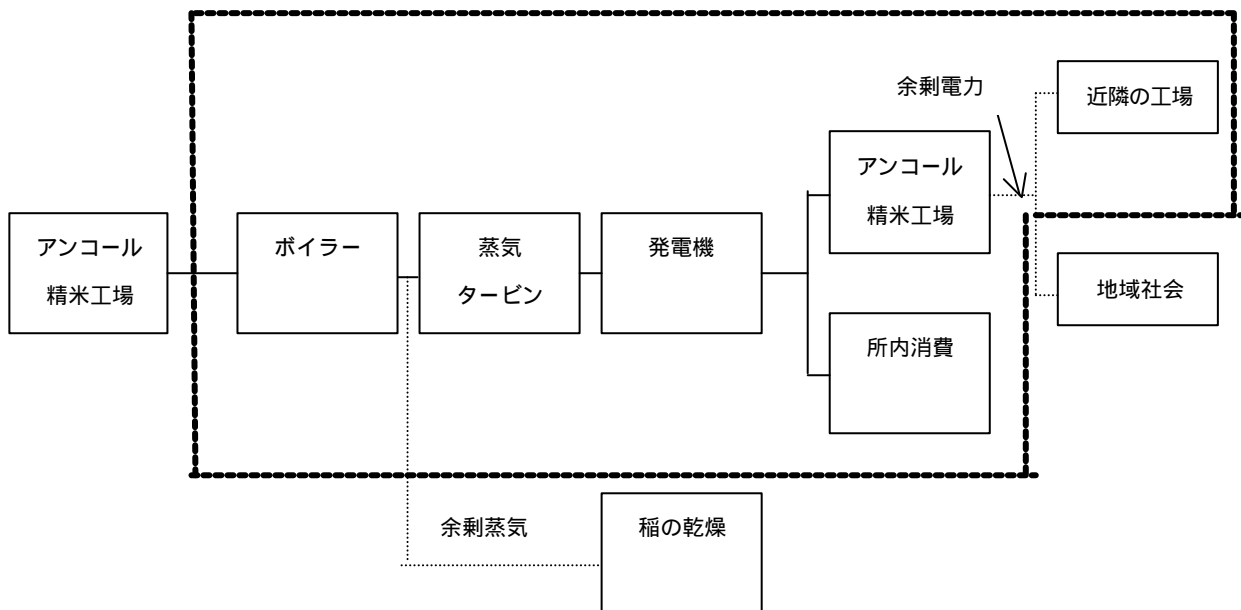 余剰電力
近隣の工場
アンコール
精米工場
アンコール
精米工場
ボイラー
蒸気
タービン
発電機
地域社会
所内消費
余剰蒸気
稲の乾燥